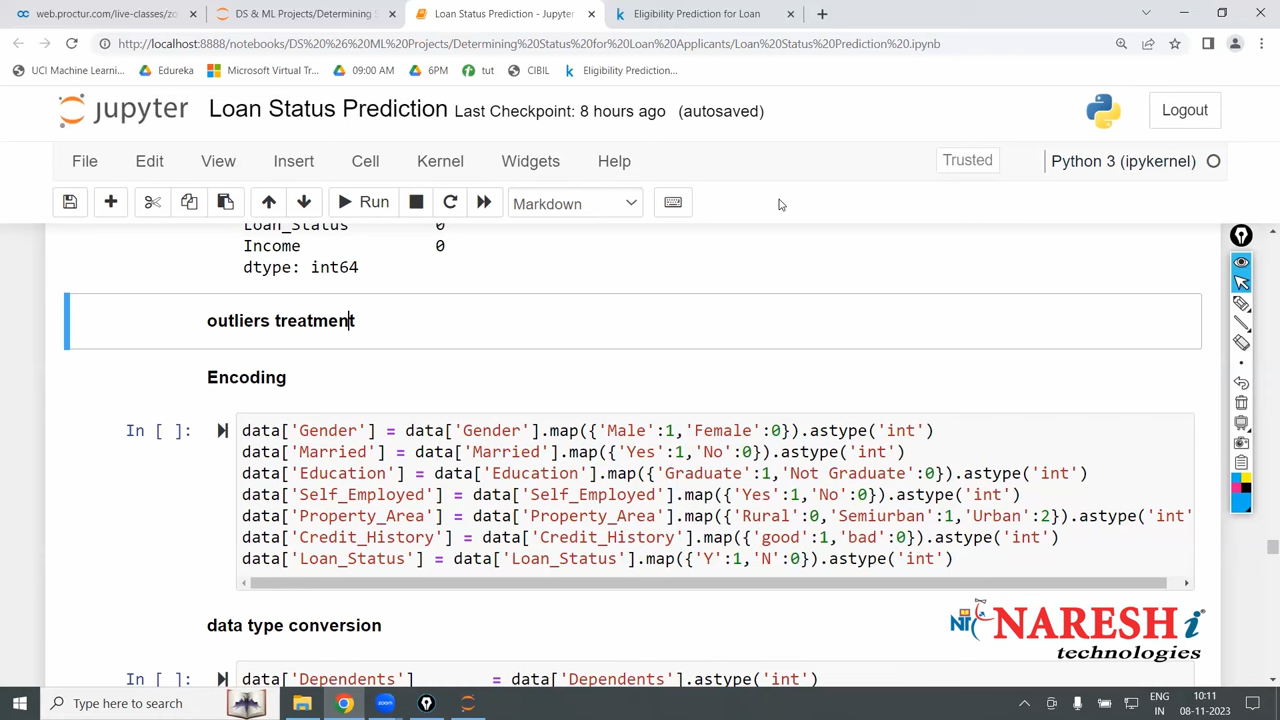 web.proctur.com/live-classes/zo
DS & ML Projects/Determining S
Loan Status Prediction - Jupyter
Eligibility Prediction for Loan
http://localhost:8888/notebooks/DS%20%26%20ML%20Projects/Determining%20Status%20for%20Loan%20Applicants/Loan%20Status%20Prediction%20.ipynb
UCI Machine Learni...
Edureka
Microsoft Virtual Tr...
09:00 AM
6PM
tut
CIBIL
Eligibility Prediction...
jupyter
Loan Status Prediction Last Checkpoint: 8 hours ago (autosaved)
Logout
File Edit View Insert Cell Kernel Widgets Help
Trusted
Python 3 (ipykernel)
Run
Markdown
Loan_Status 0
Income 0
dtype: int64
outliers treatment
Encoding
In [ ]:
data['Gender'] = data['Gender'].map({'Male':1,'Female':0}).astype('int')
data['Married'] = data['Married'].map({'Yes':1,'No':0}).astype('int')
data['Education'] = data['Education'].map({'Graduate':1,'Not Graduate':0}).astype('int')
data['Self_Employed'] = data['Self_Employed'].map({'Yes':1,'No':0}).astype('int')
data['Property_Area'] = data['Property_Area'].map({'Rural':0,'Semiurban':1,'Urban':2}).astype('int'
data['Credit_History'] = data['Credit_History'].map({'good':1,'bad':0}).astype('int')
data['Loan_Status'] = data['Loan_Status'].map({'Y':1,'N':0}).astype('int')
data type conversion
In [ ]:
data['Dependents'] = data['Dependents'].astype('int')
NARESH i
technologies
Type here to search
zoom
ENG
IN
10:11
08-11-2023